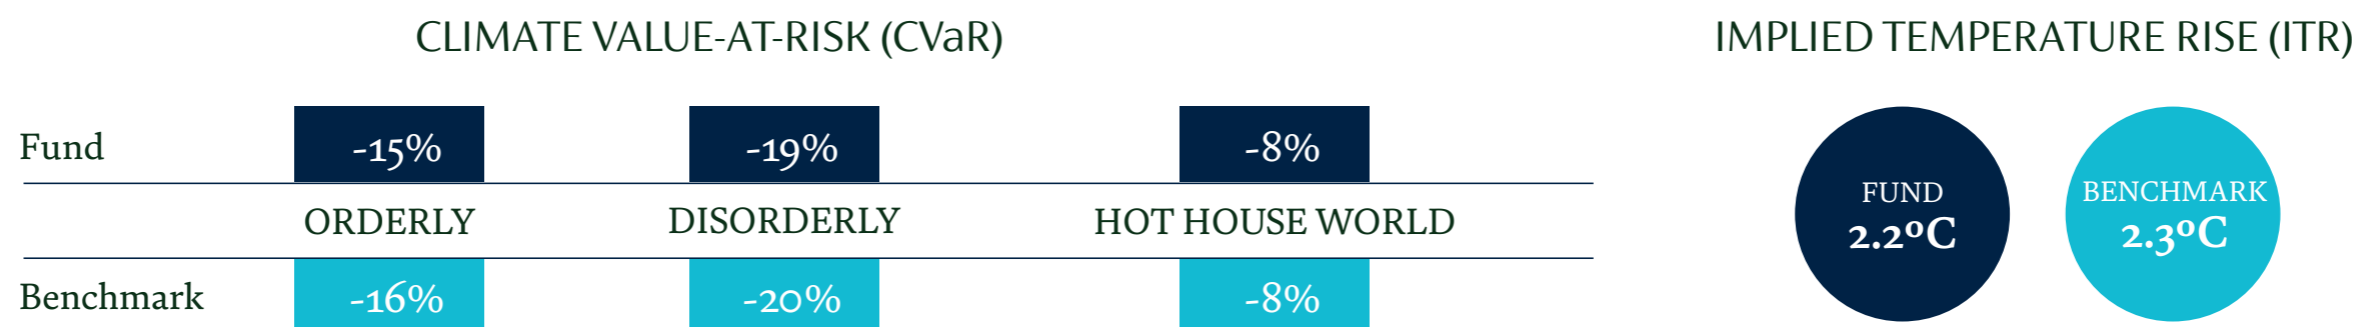 CLIMATE VALUE-AT-RISK (CVaR)
Fund -15% -19% -8%
ORDERLY DISORDERLY HOT HOUSE WORLD
Benchmark -16% -20% -8%
IMPLIED TEMPERATURE RISE (ITR)
FUND
2.2ºC
BENCHMARK
2.3ºC